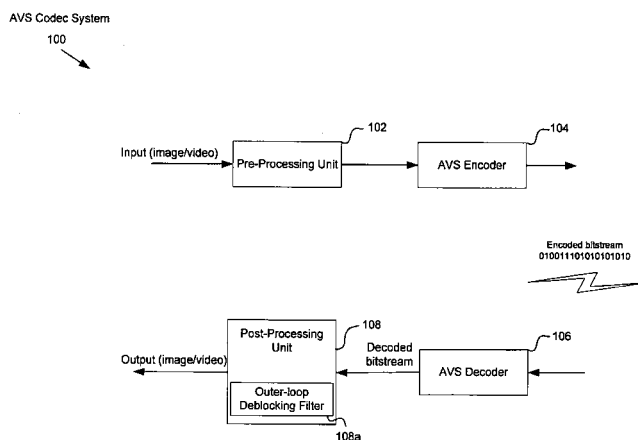 AVS Codec System
100
102
104
Input (image/video)
Pre-Processing Unit
AVS Encoder
Encoded bitstream
010011101010101010
108
106
Post-Processing
Unit
Output (image/video)
Decoded
bitstream
AVS Decoder
Outer-loop
Deblocking Filter
108a